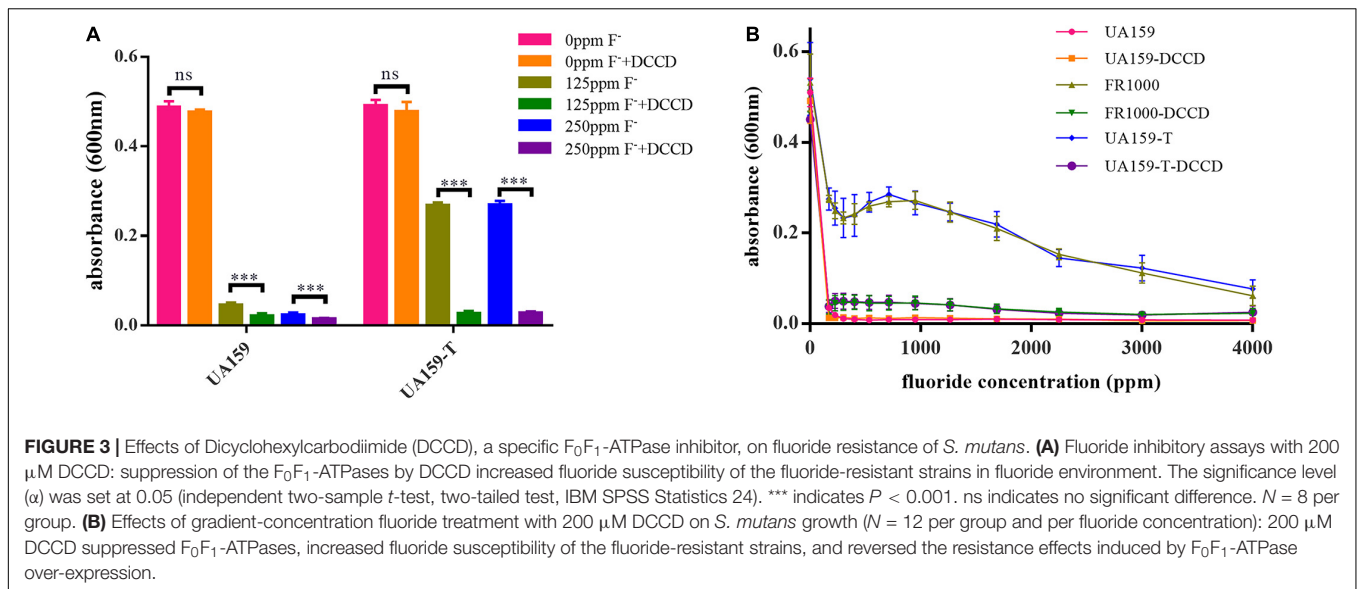 A
0.6
0.4
0.2
0.0
absorbance ((600nm)
ns
***
***
UA159
ns
***
***
UA159-T
0ppm F-
0ppm F-+DCCD
125ppm F-
125ppm F-+DCCD
250ppm F-
250ppm F-+DCCD
B
0.6
0.4
0.2
0.0
absorbance (600nm)
0
1000
2000
3000
4000
fluoride concentration (ppm)
UA159
UA159-DCCD
FR1000
FR1000-DCCD
UA159-T
UA159-T-DCCD
FIGURE 3 | Effects of Dicyclohexylcarbodiimide (DCCD), a specific F0F1-ATPase inhibitor, on fluoride resistance of S. mutans. (A) Fluoride inhibitory assays with 200
μM DCCD: suppression of the F0F1-ATPases by DCCD increased fluoride susceptibility of the fluoride-resistant strains in fluoride environment. The significance level
(α) was set at 0.05 (independent two-sample t-test, two-tailed test, IBM SPSS Statistics 24). *** indicates P < 0.001. ns indicates no significant difference. N = 8 per
group. (B) Effects of gradient-concentration fluoride treatment with 200 μM DCCD on S. mutans growth (N = 12 per group and per fluoride concentration): 200 μM
DCCD suppressed F0F1-ATPases, increased fluoride susceptibility of the fluoride-resistant strains, and reversed the resistance effects induced by F0F1-ATPase
over-expression.